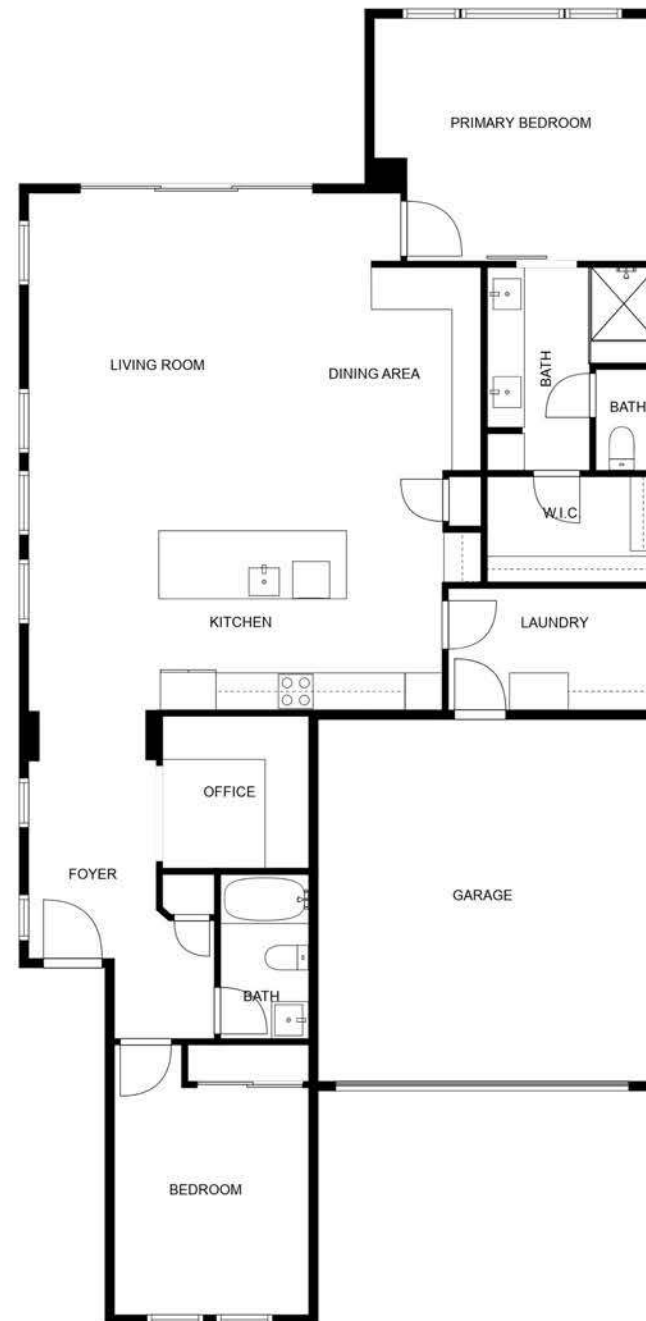 PRIMARY BEDROOM
LIVING ROOM
DINING AREA
BATH
BATH
W.I.C.
KITCHEN
LAUNDRY
OFFICE
FOYER
GARAGE
BATH
BEDROOM